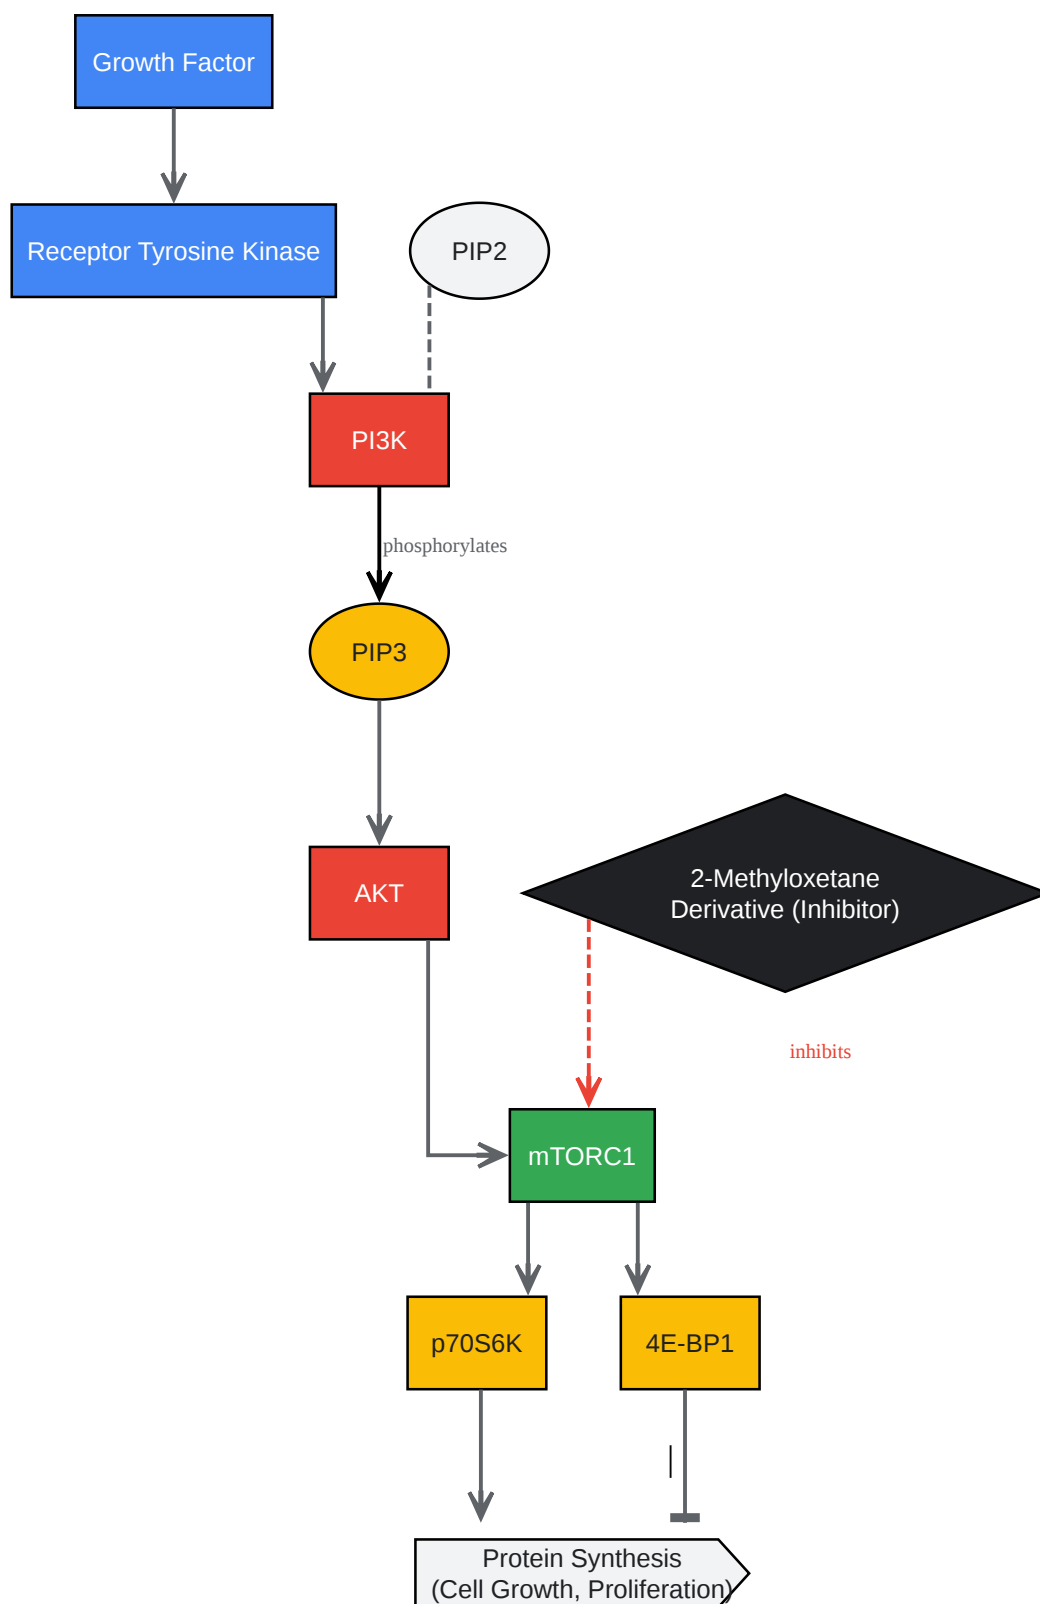 Growth Factor
Receptor Tyrosine Kinase
PIP2
PI3K
phosphorylates
PIP3
AKT
2-Methyloxetane
Derivative (Inhibitor)
inhibits
mTORC1
p70S6K
4E-BP1
|
Protein Synthesis
(Cell Growth, Proliferation)